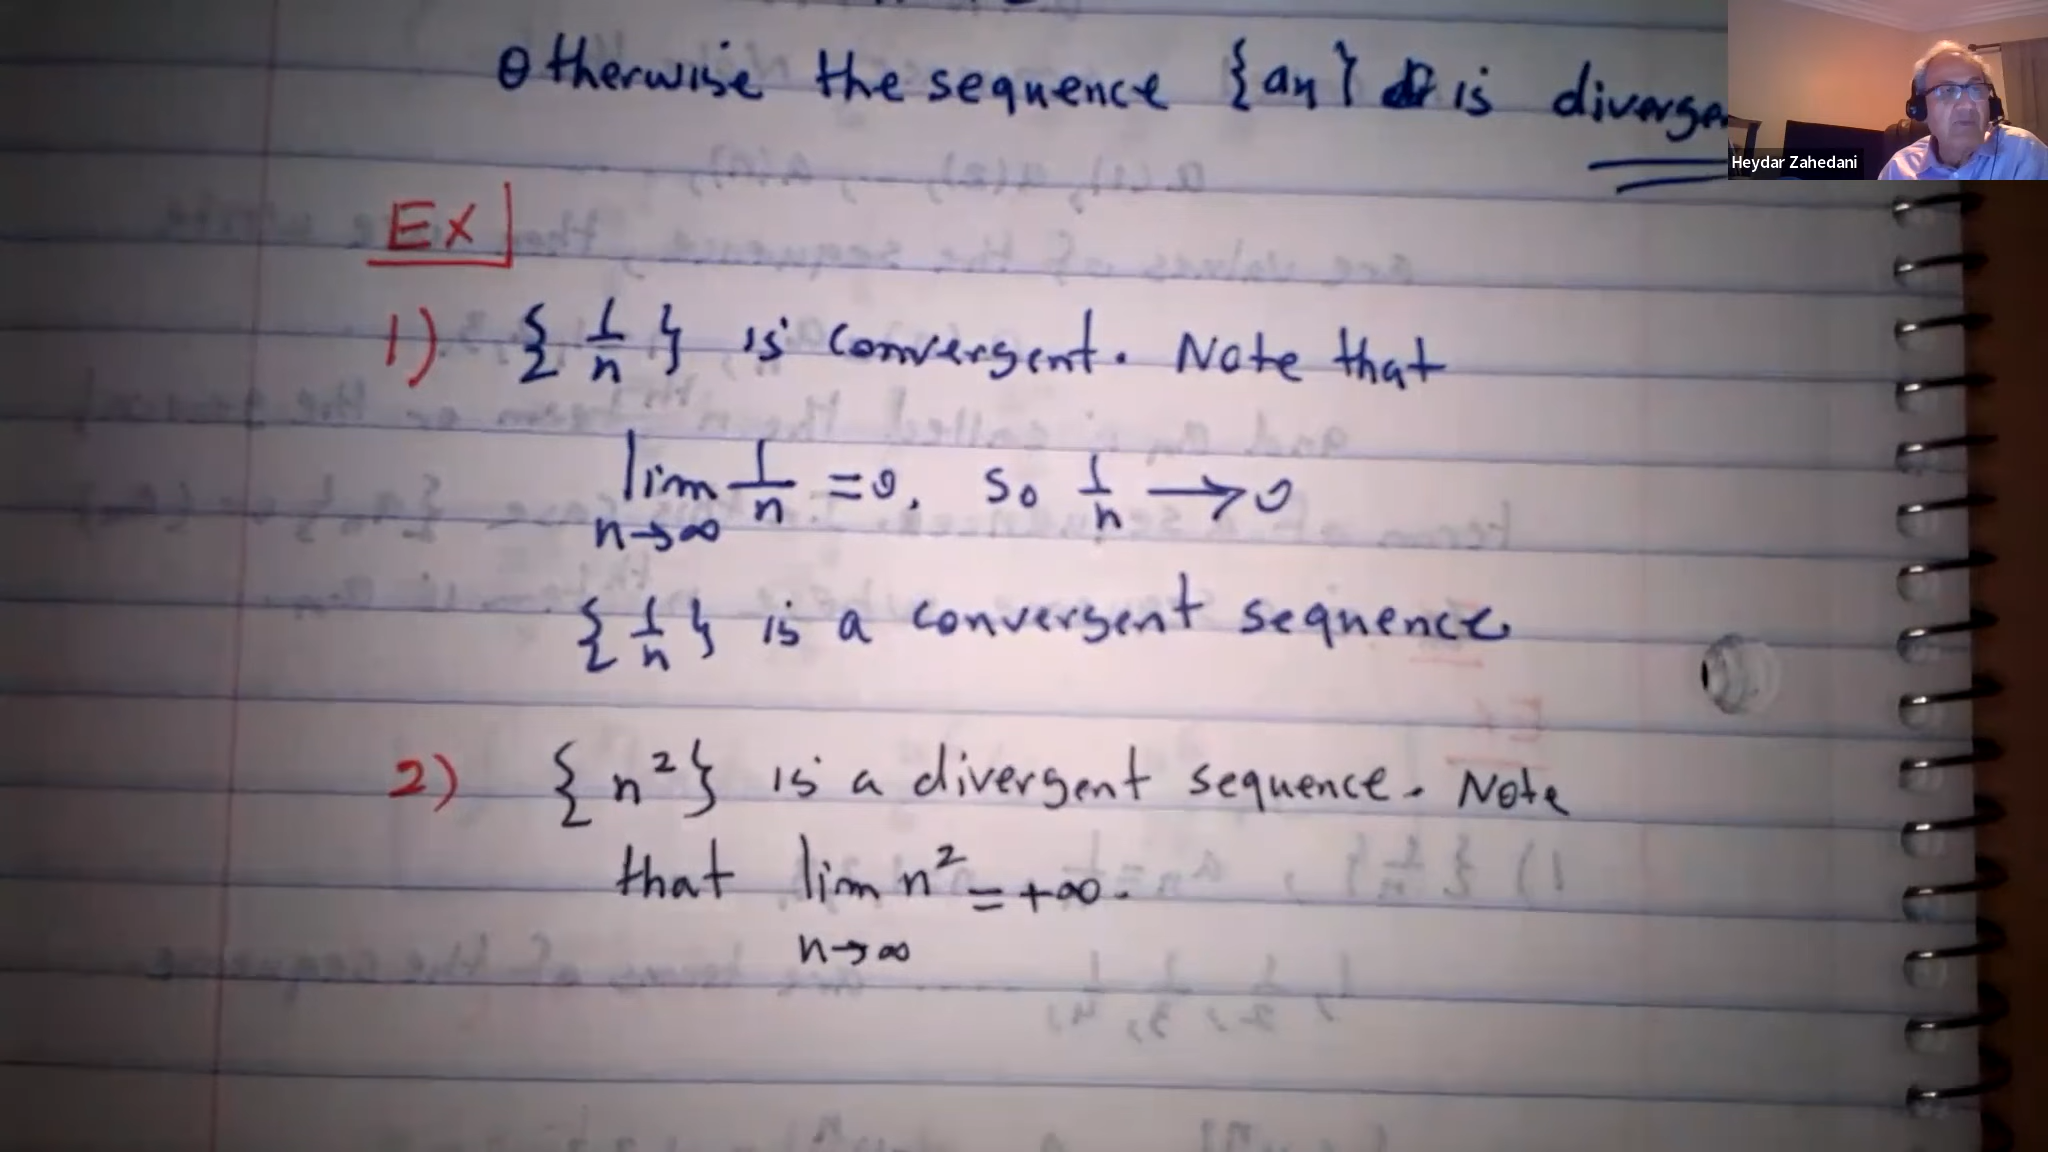 Otherwise the sequence {an} is diverge
Heydar Zahedani
Ex
1) {1/n} is convergent. Note that
lim 1/n = 0, so 1/n → 0
n→∞
{1/n} is a convergent sequence
2) {n²} is a divergent sequence. Note
that lim n² = +∞.
n→∞